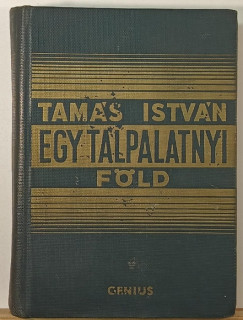 TAMÁS ISTVÁN
EGY TALPALATNYI
FÖLD
GENIUS